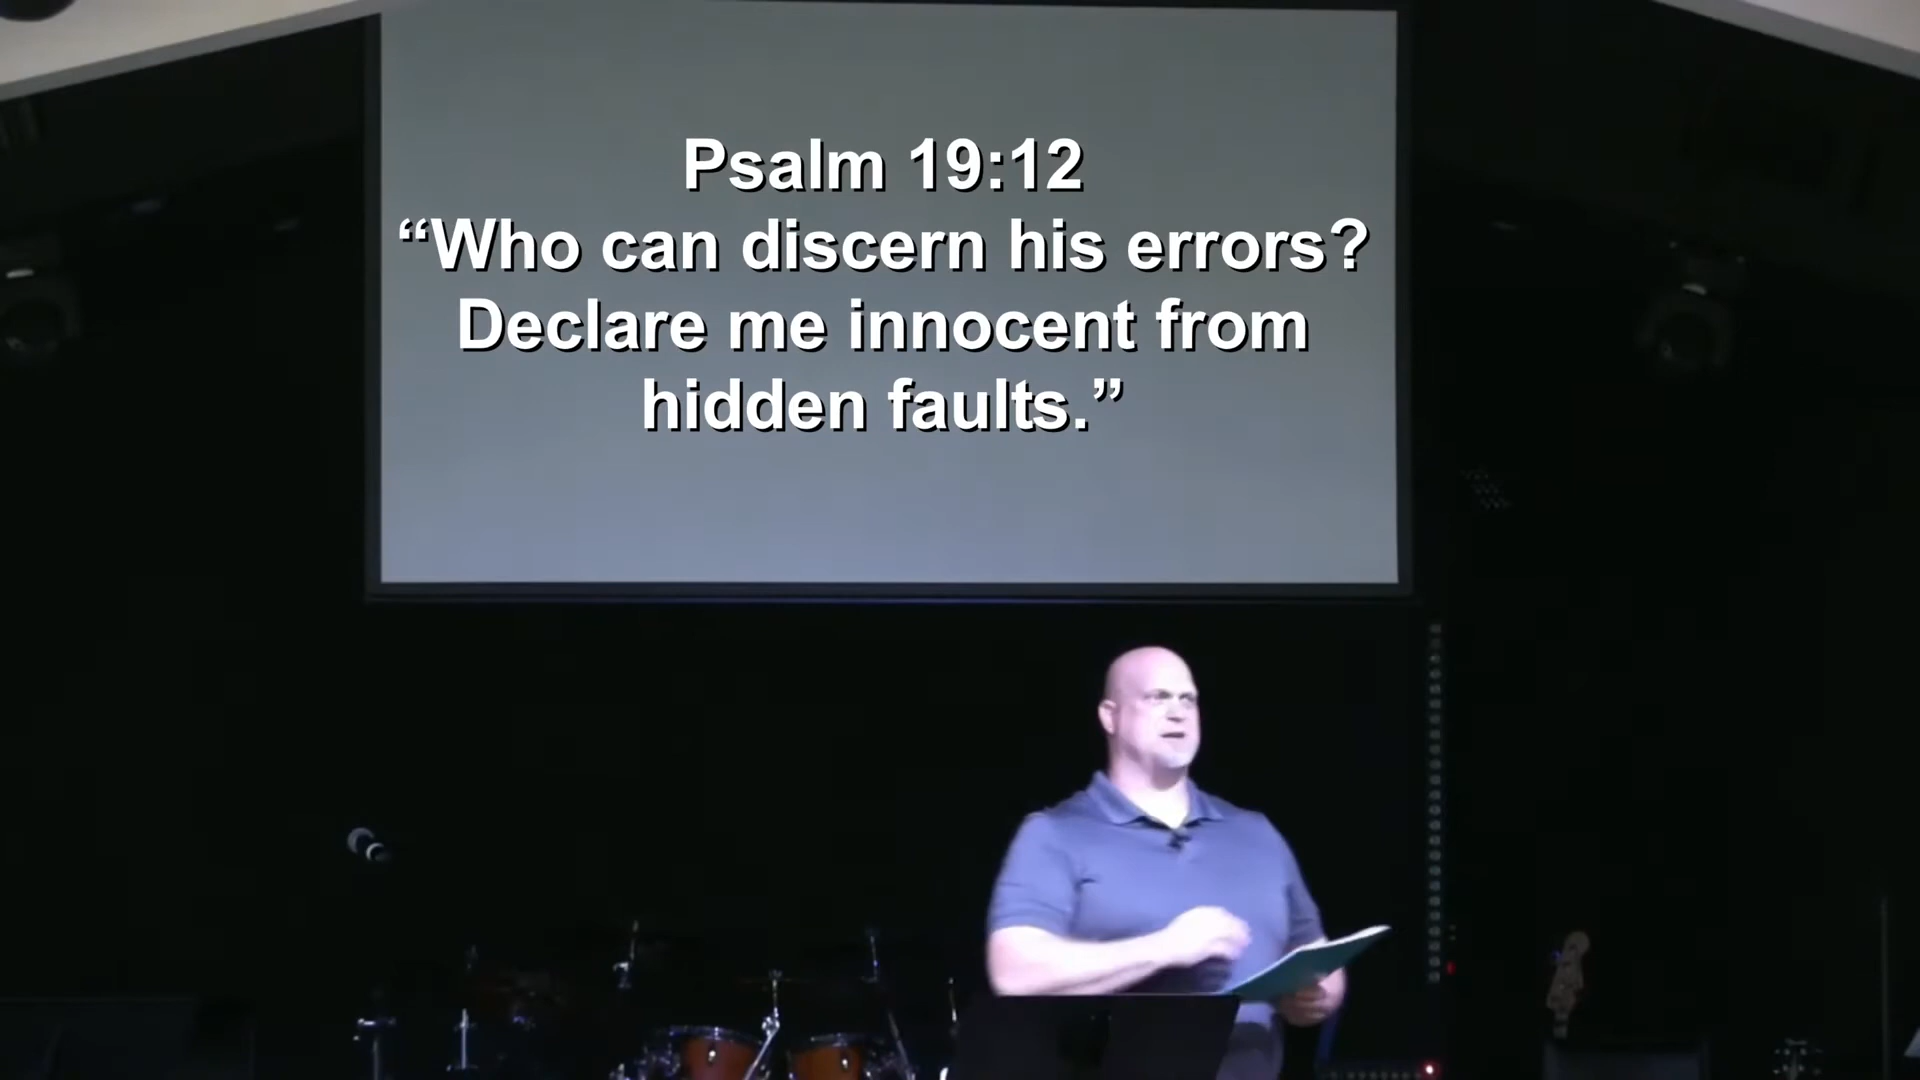 Psalm 19:12
“Who can discern his errors?
Declare me innocent from
hidden faults.”